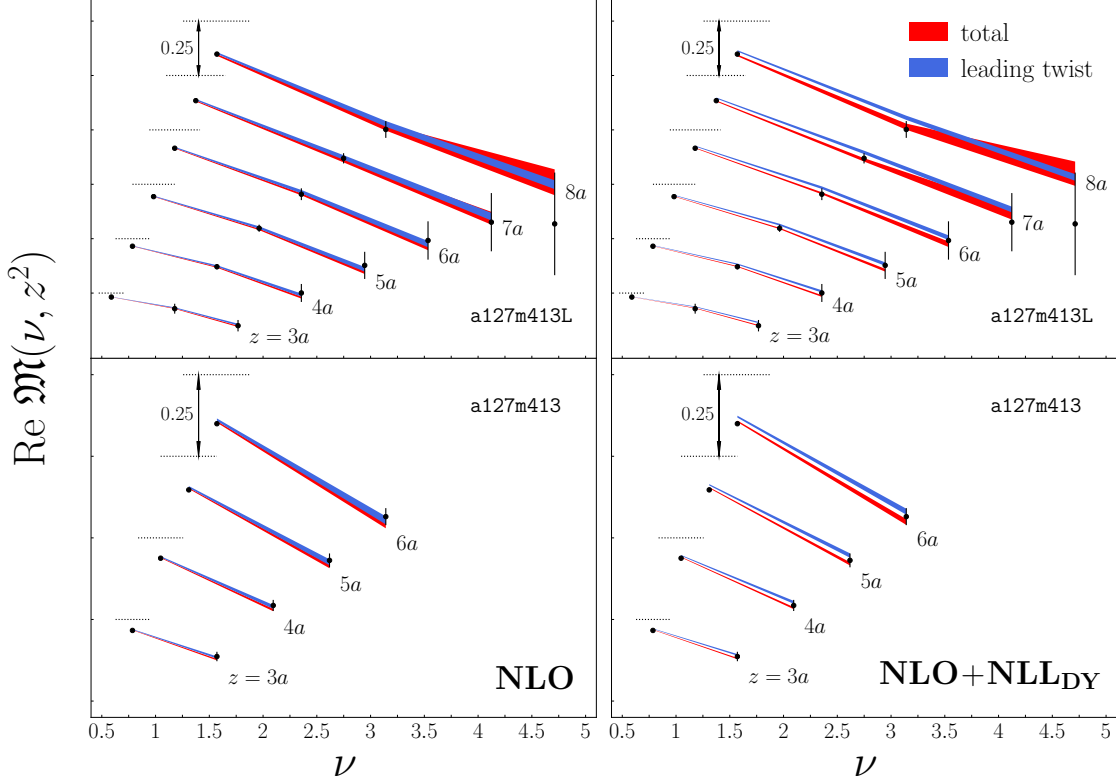 Re 𝔐(ν, z²)
0.25
8a
7a
6a
5a
4a
z = 3a
a127m413L
0.25
total
leading twist
8a
7a
6a
5a
4a
z = 3a
a127m413L
0.25
a127m413
6a
5a
4a
z = 3a
NLO
0.25
a127m413
6a
5a
4a
z = 3a
NLO+NLL_DY
0.5 1 1.5 2 2.5 3 3.5 4 4.5 5
0.5 1 1.5 2 2.5 3 3.5 4 4.5 5
ν
ν